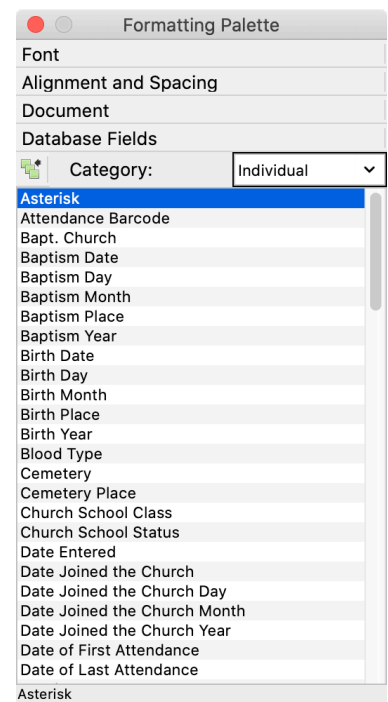 Formatting Palette
Font
Alignment and Spacing
Document
Database Fields
Category: Individual
Asterisk
Attendance Barcode
Bapt. Church
Baptism Date
Baptism Day
Baptism Month
Baptism Place
Baptism Year
Birth Date
Birth Day
Birth Month
Birth Place
Birth Year
Blood Type
Cemetery
Cemetery Place
Church School Class
Church School Status
Date Entered
Date Joined the Church
Date Joined the Church Day
Date Joined the Church Month
Date Joined the Church Year
Date of First Attendance
Date of Last Attendance
Asterisk